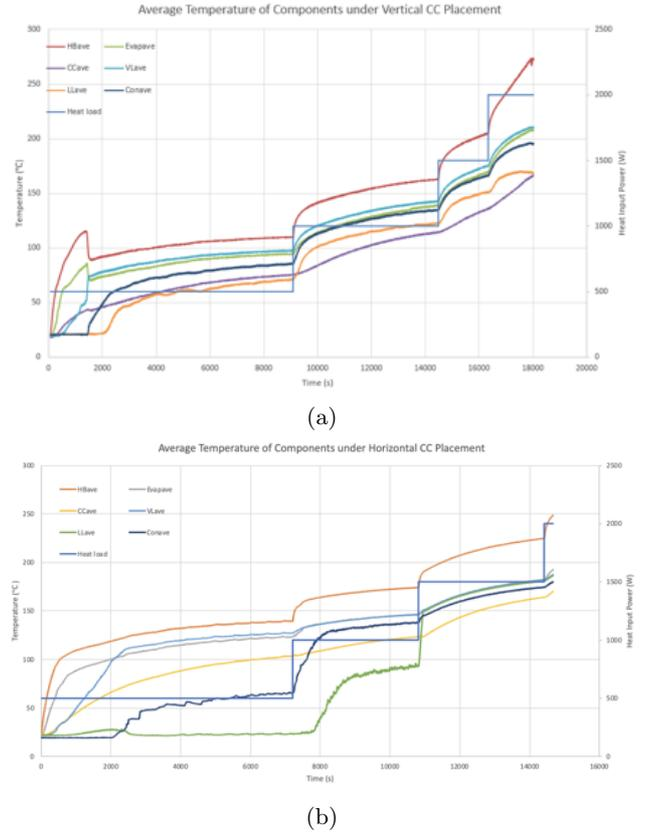 Average Temperature of Components under Vertical CC Placement
300 2500
HBave Evapave
250
CCave VLave
2000
LLave Conave
200
Heat load
1500
150
1000
100
50
500
0 0
0 2000 4000 6000 8000 10000 12000 14000 16000 18000 20000
Time (s)
Temperature (°C)
Heat Input Power (W)
(a)
Average Temperature of Components under Horizontal CC Placement
300 2500
HBave Evapave
250
CCave VLave
2000
LLave Conave
200
Heat load
1500
150
1000
100
50
500
0 0
0 2000 4000 6000 8000 10000 12000 14000 16000
Time (s)
Temperature (°C)
Heat Input Power (W)
(b)